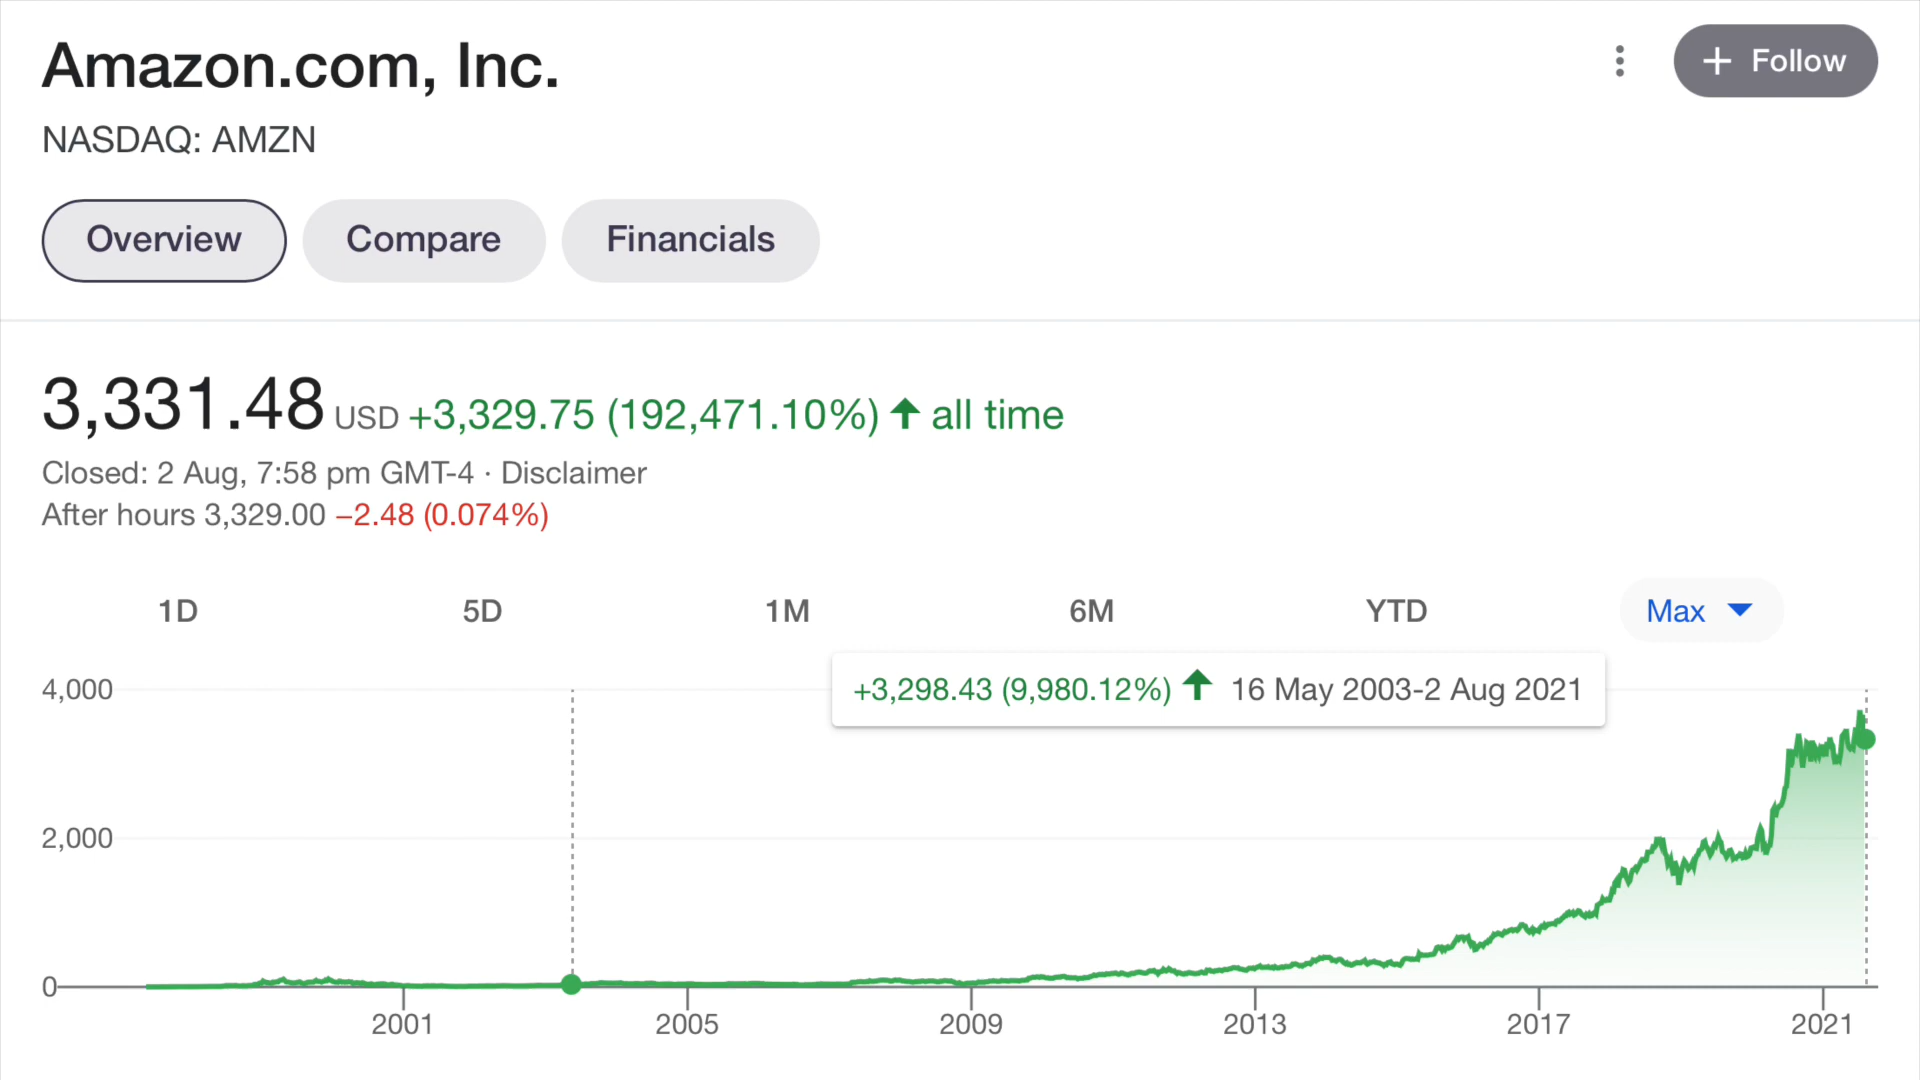 Amazon.com, Inc.
+ Follow
NASDAQ: AMZN
Overview Compare Financials
3,331.48 USD +3,329.75 (192,471.10%) ↑ all time
Closed: 2 Aug, 7:58 pm GMT-4 · Disclaimer
After hours 3,329.00 −2.48 (0.074%)
1D 5D 1M 6M YTD Max
+3,298.43 (9,980.12%) ↑ 16 May 2003-2 Aug 2021
4,000
2,000
0
2001 2005 2009 2013 2017 2021